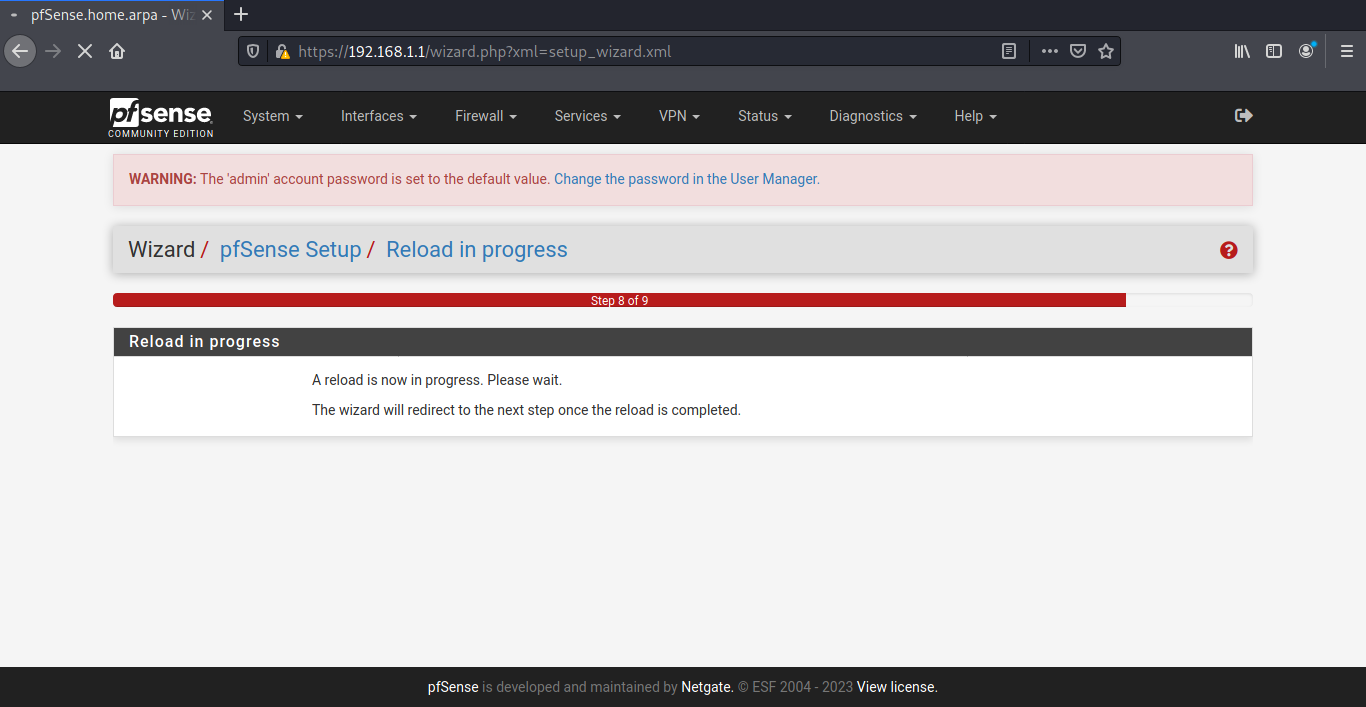 pfSense.home.arpa - Wiz
https://192.168.1.1/wizard.php?xml=setup_wizard.xml
pfsense
COMMUNITY EDITION
System Interfaces Firewall Services VPN Status Diagnostics Help
WARNING: The 'admin' account password is set to the default value. Change the password in the User Manager.
Wizard / pfSense Setup / Reload in progress
Step 8 of 9
Reload in progress
A reload is now in progress. Please wait.
The wizard will redirect to the next step once the reload is completed.
pfSense is developed and maintained by Netgate. © ESF 2004 - 2023 View license.